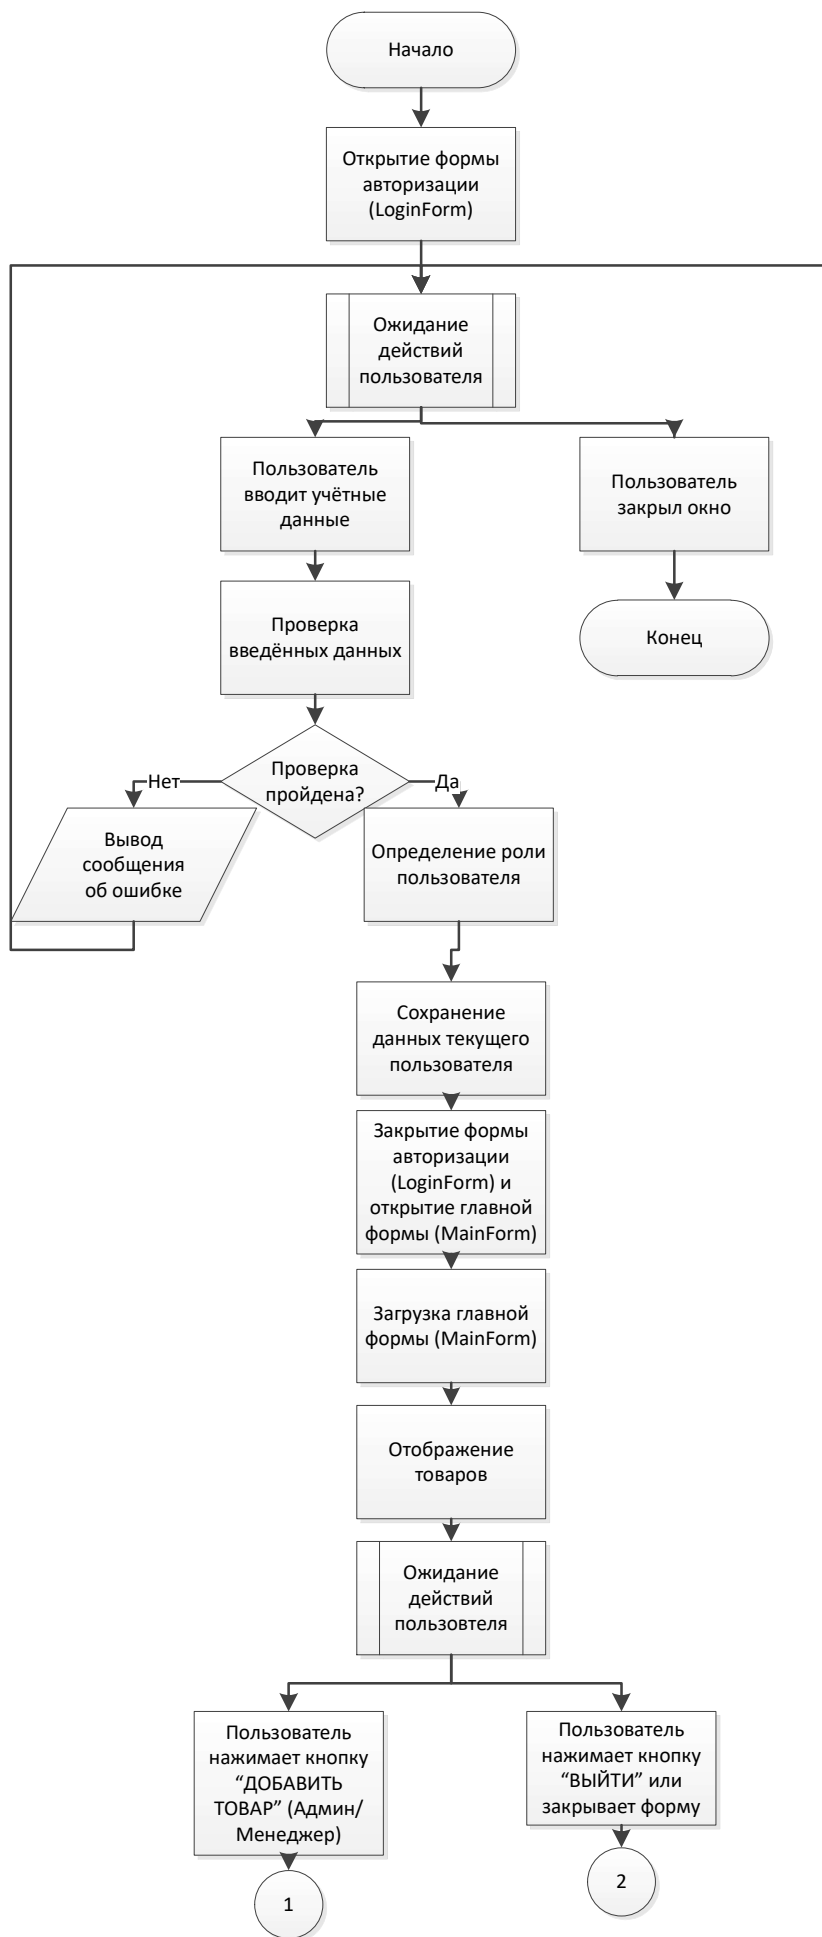 Начало
Открытие формы
авторизации
(LoginForm)
Ожидание
действий
пользователя
Пользователь
вводит учётные
данные
Пользователь
закрыл окно
Проверка
введённых данных
Конец
Проверка
пройдена?
Нет
Да
Вывод
сообщения
об ошибке
Определение роли
пользователя
Сохранение
данных текущего
пользователя
Закрытие формы
авторизации
(LoginForm) и
открытие главной
формы (MainForm)
Загрузка главной
формы (MainForm)
Отображение
товаров
Ожидание
действий
пользовтеля
Пользователь
нажимает кнопку
“ДОБАВИТЬ
ТОВАР” (Админ/
Менеджер)
Пользователь
нажимает кнопку
“ВЫЙТИ” или
закрывает форму
1
2